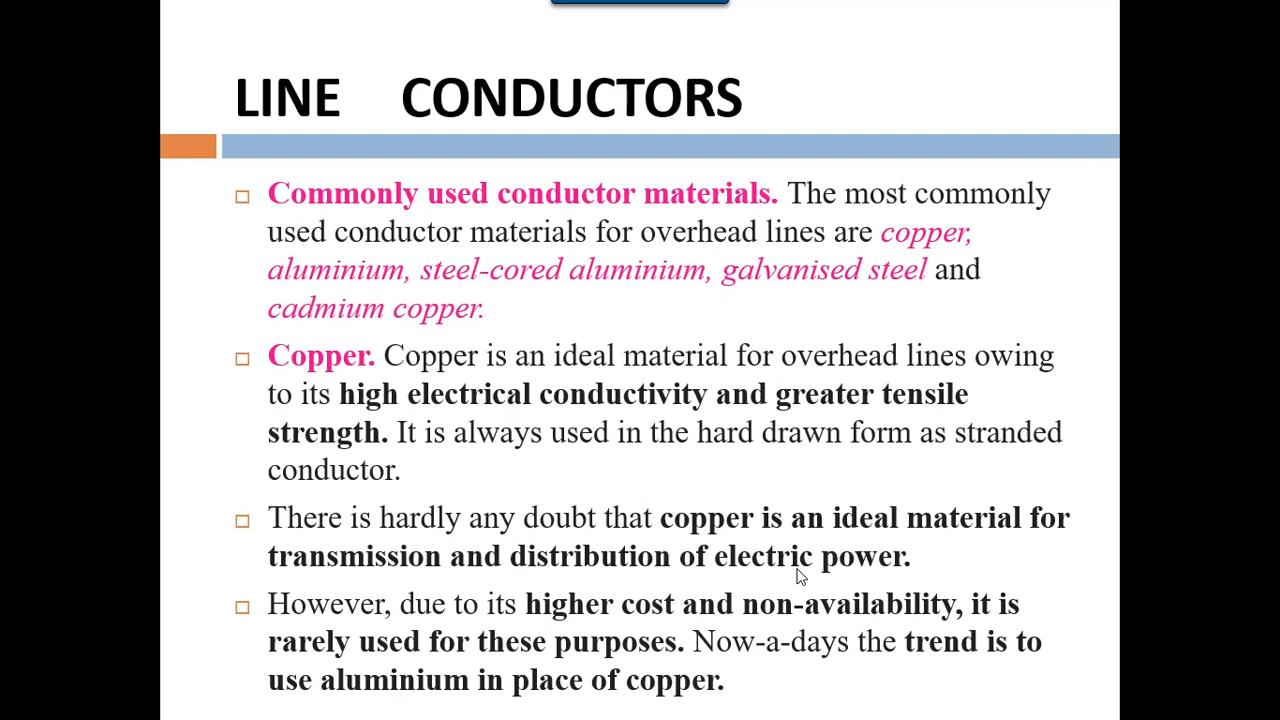 LINE CONDUCTORS
Commonly used conductor materials. The most commonly
used conductor materials for overhead lines are copper,
aluminium, steel-cored aluminium, galvanised steel and
cadmium copper.
Copper. Copper is an ideal material for overhead lines owing
to its high electrical conductivity and greater tensile
strength. It is always used in the hard drawn form as stranded
conductor.
There is hardly any doubt that copper is an ideal material for
transmission and distribution of electric power.
However, due to its higher cost and non-availability, it is
rarely used for these purposes. Now-a-days the trend is to
use aluminium in place of copper.